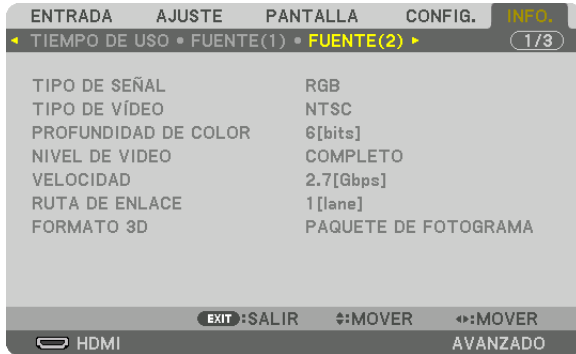 ENTRADA AJUSTE PANTALLA CONFIG. INFO.
TIEMPO DE USO • FUENTE(1) • FUENTE(2) 1/3
TIPO DE SEÑAL RGB
TIPO DE VÍDEO NTSC
PROFUNDIDAD DE COLOR 6[bits]
NIVEL DE VIDEO COMPLETO
VELOCIDAD 2.7[Gbps]
RUTA DE ENLACE 1[lane]
FORMATO 3D PAQUETE DE FOTOGRAMA
EXIT:SALIR :MOVER :MOVER
HDMI AVANZADO